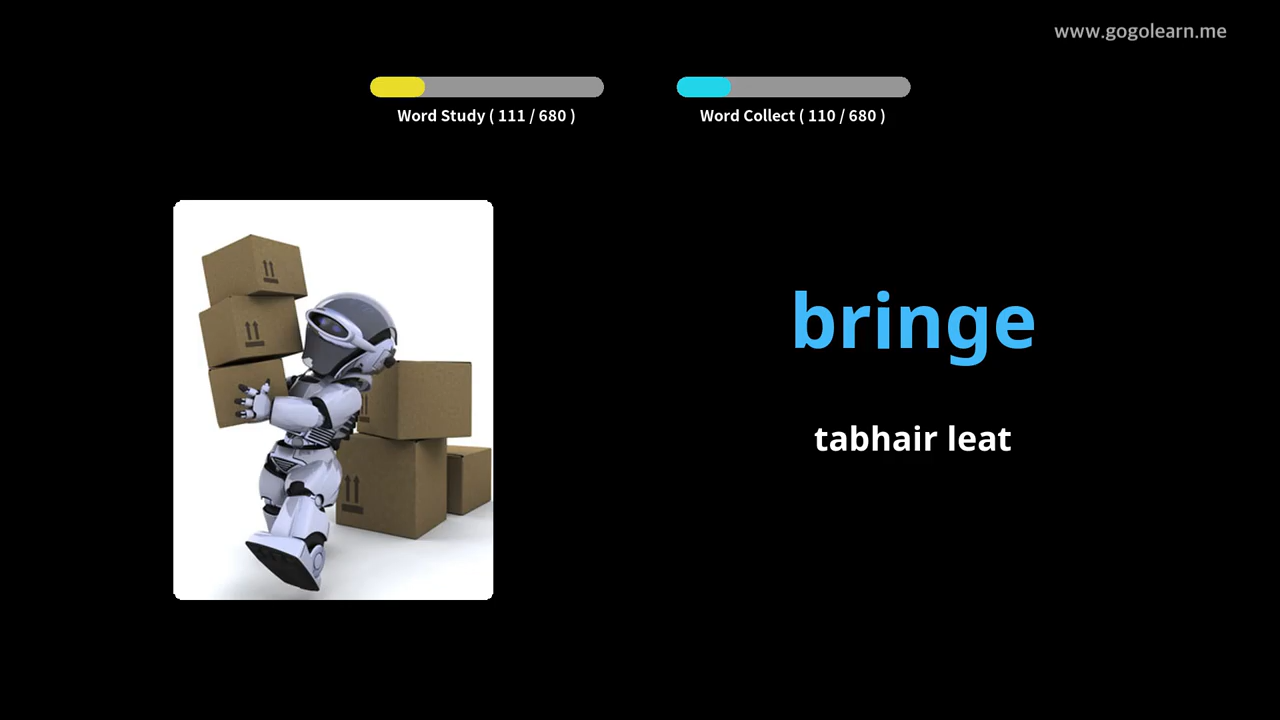 www.gogolearn.me
Word Study ( 111 / 680 )
Word Collect ( 110 / 680 )
bringe
tabhair leat